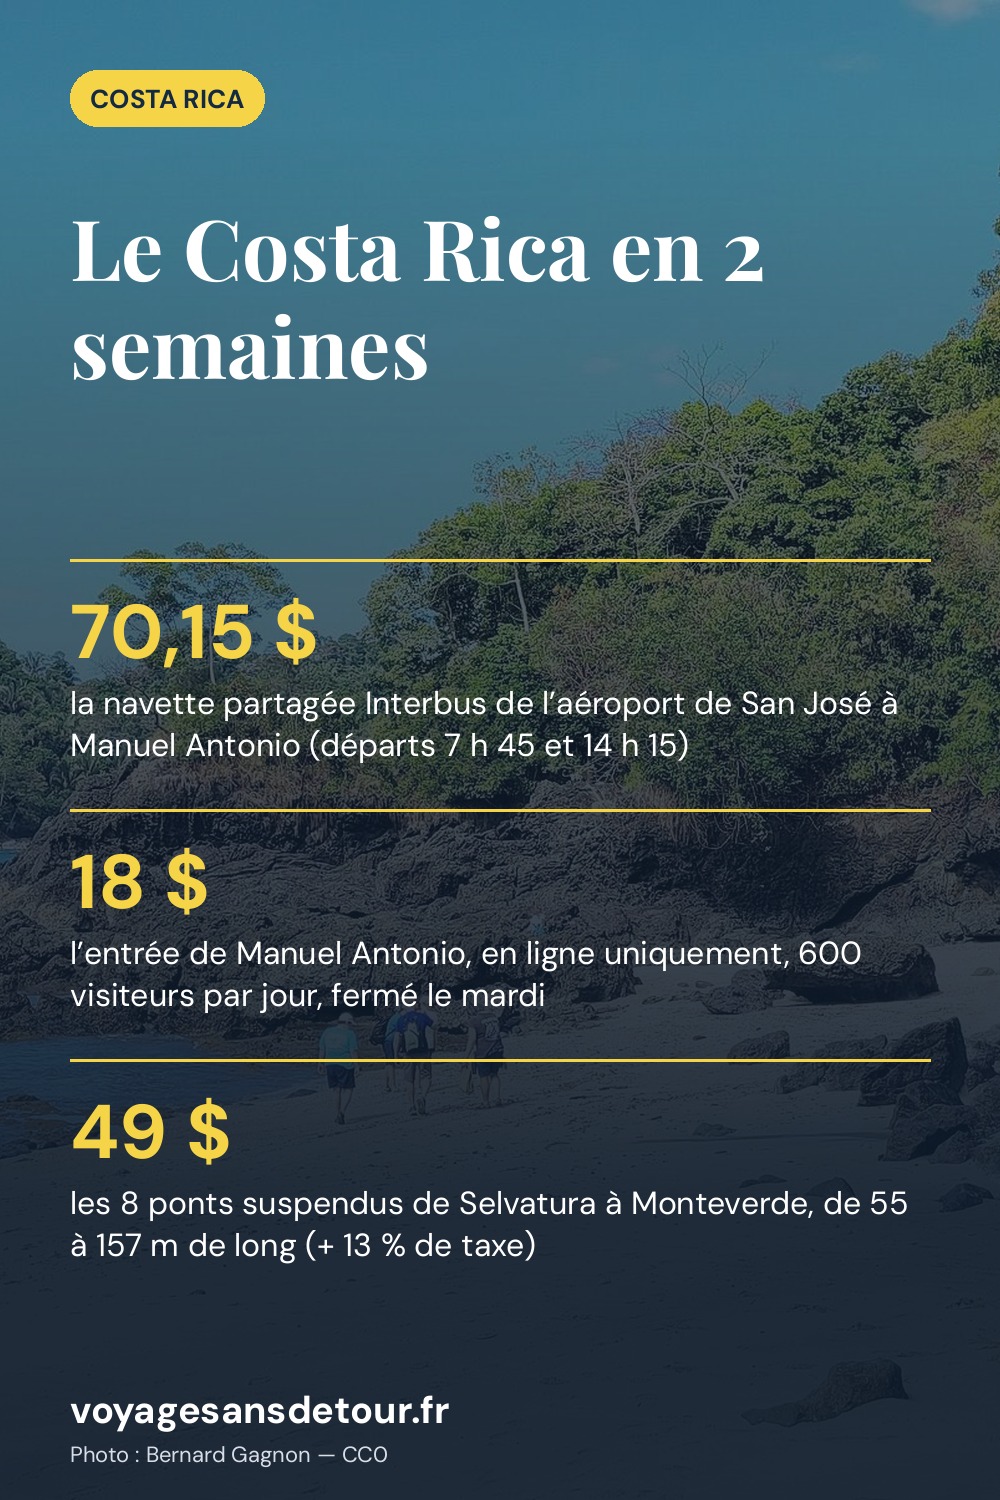 COSTA RICA
Le Costa Rica en 2
semaines
70,15 $
la navette partagée Interbus de l’aéroport de San José à
Manuel Antonio (départs 7 h 45 et 14 h 15)
18 $
l’entrée de Manuel Antonio, en ligne uniquement, 600
visiteurs par jour, fermé le mardi
49 $
les 8 ponts suspendus de Selvatura à Monteverde, de 55
à 157 m de long (+ 13 % de taxe)
voyagesansdetour.fr
Photo : Bernard Gagnon — CC0